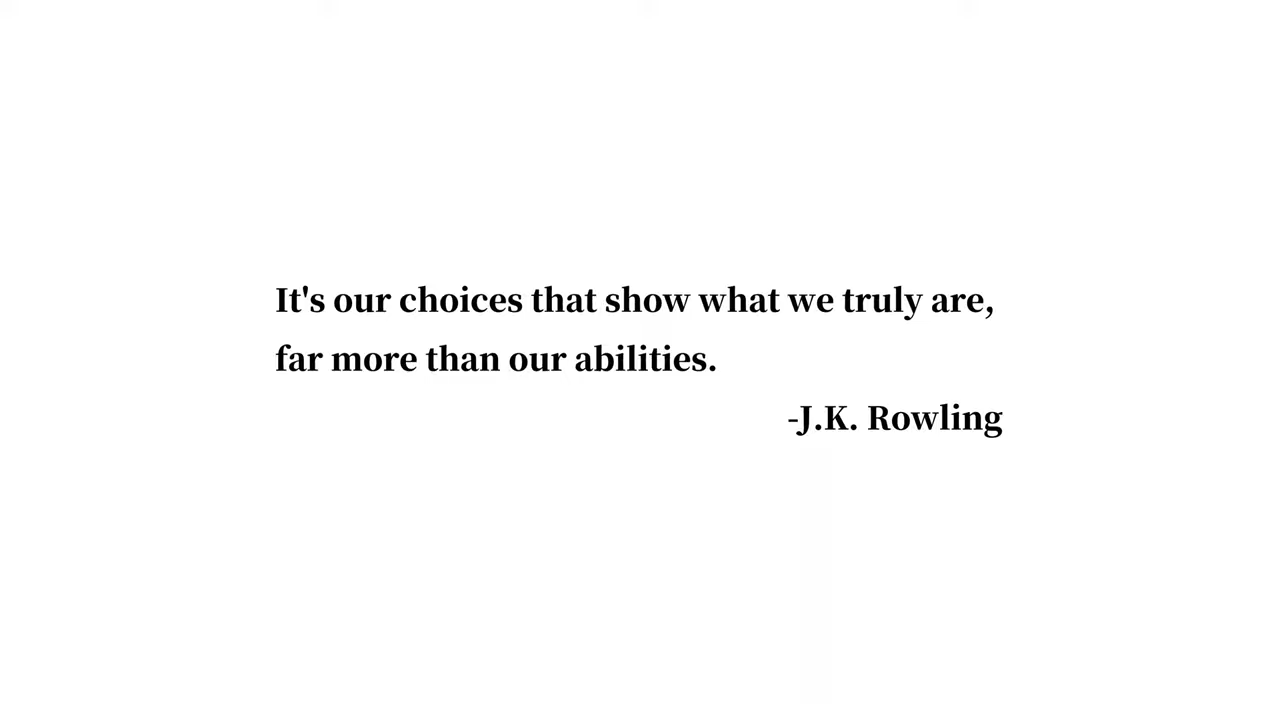 It's our choices that show what we truly are,
far more than our abilities.
-J.K. Rowling